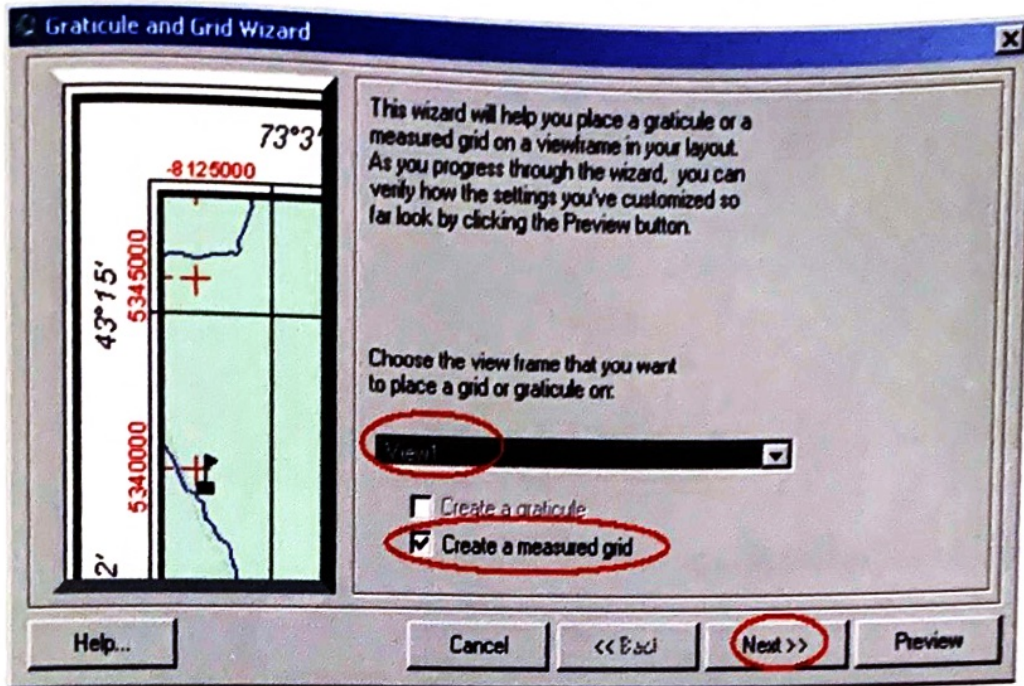 Graticule and Grid Wizard
73°3'
-8125000
5345000
43°15'
5340000
2'
This wizard will help you place a graticule or a
measured grid on a viewframe in your layout.
As you progress through the wizard, you can
verify how the settings you've customized so
far look by clicking the Preview button.
Choose the view frame that you want
to place a grid or graticule on:
View1
Create a graticule
Create a measured grid
Help...
Cancel
<< Back
Next >>
Preview